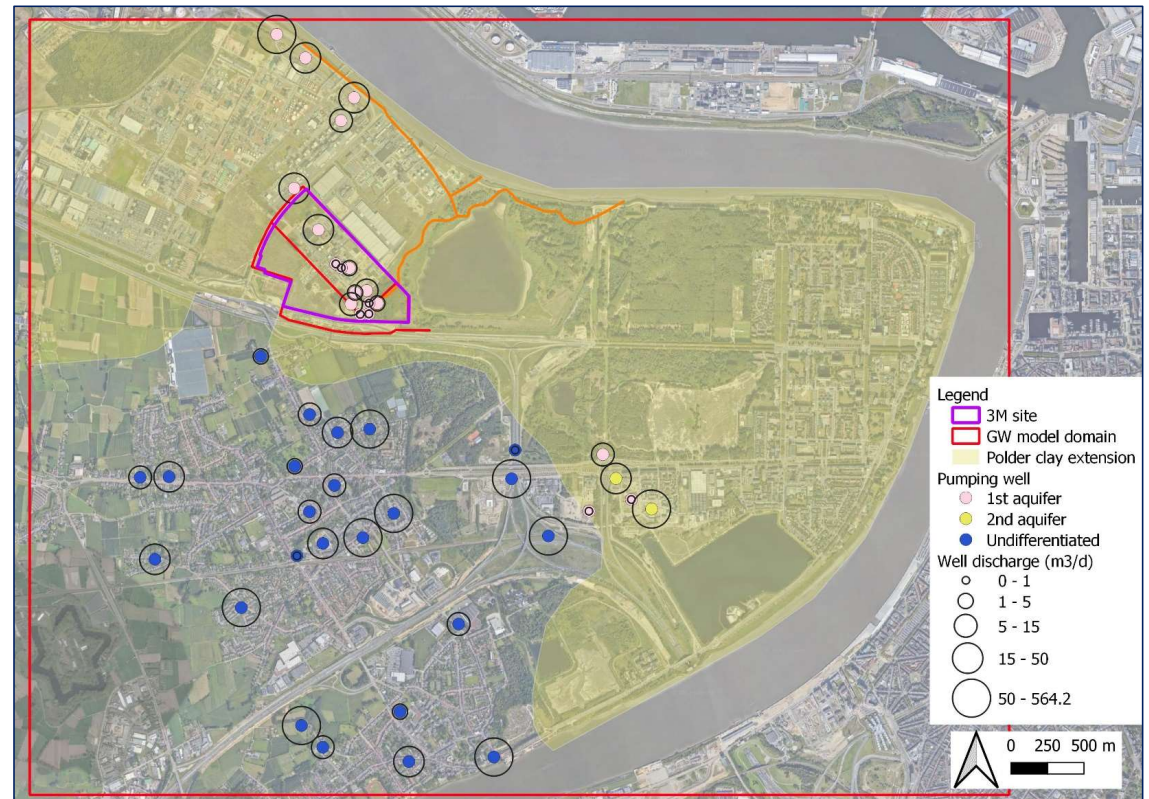 Legend
3M site
GW model domain
Polder clay extension
Pumping well
1st aquifer
2nd aquifer
Undifferentiated
Well discharge (m3/d)
0 - 1
1 - 5
5 - 15
15 - 50
50 - 564.2
0 250 500 m